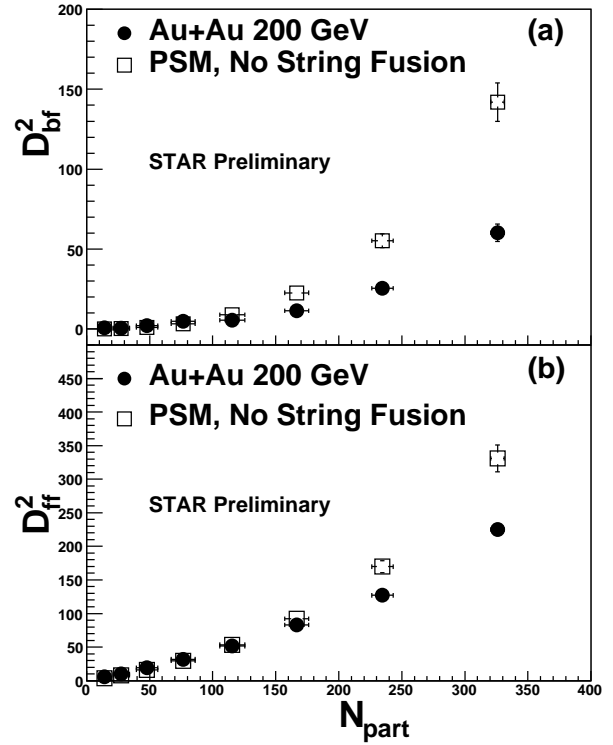 200
150
100
50
0
D²bf
Au+Au 200 GeV
PSM, No String Fusion
STAR Preliminary
(a)
450
400
350
300
250
200
150
100
50
0
D²ff
Au+Au 200 GeV
PSM, No String Fusion
STAR Preliminary
(b)
0 50 100 150 200 250 300 350 400
Npart